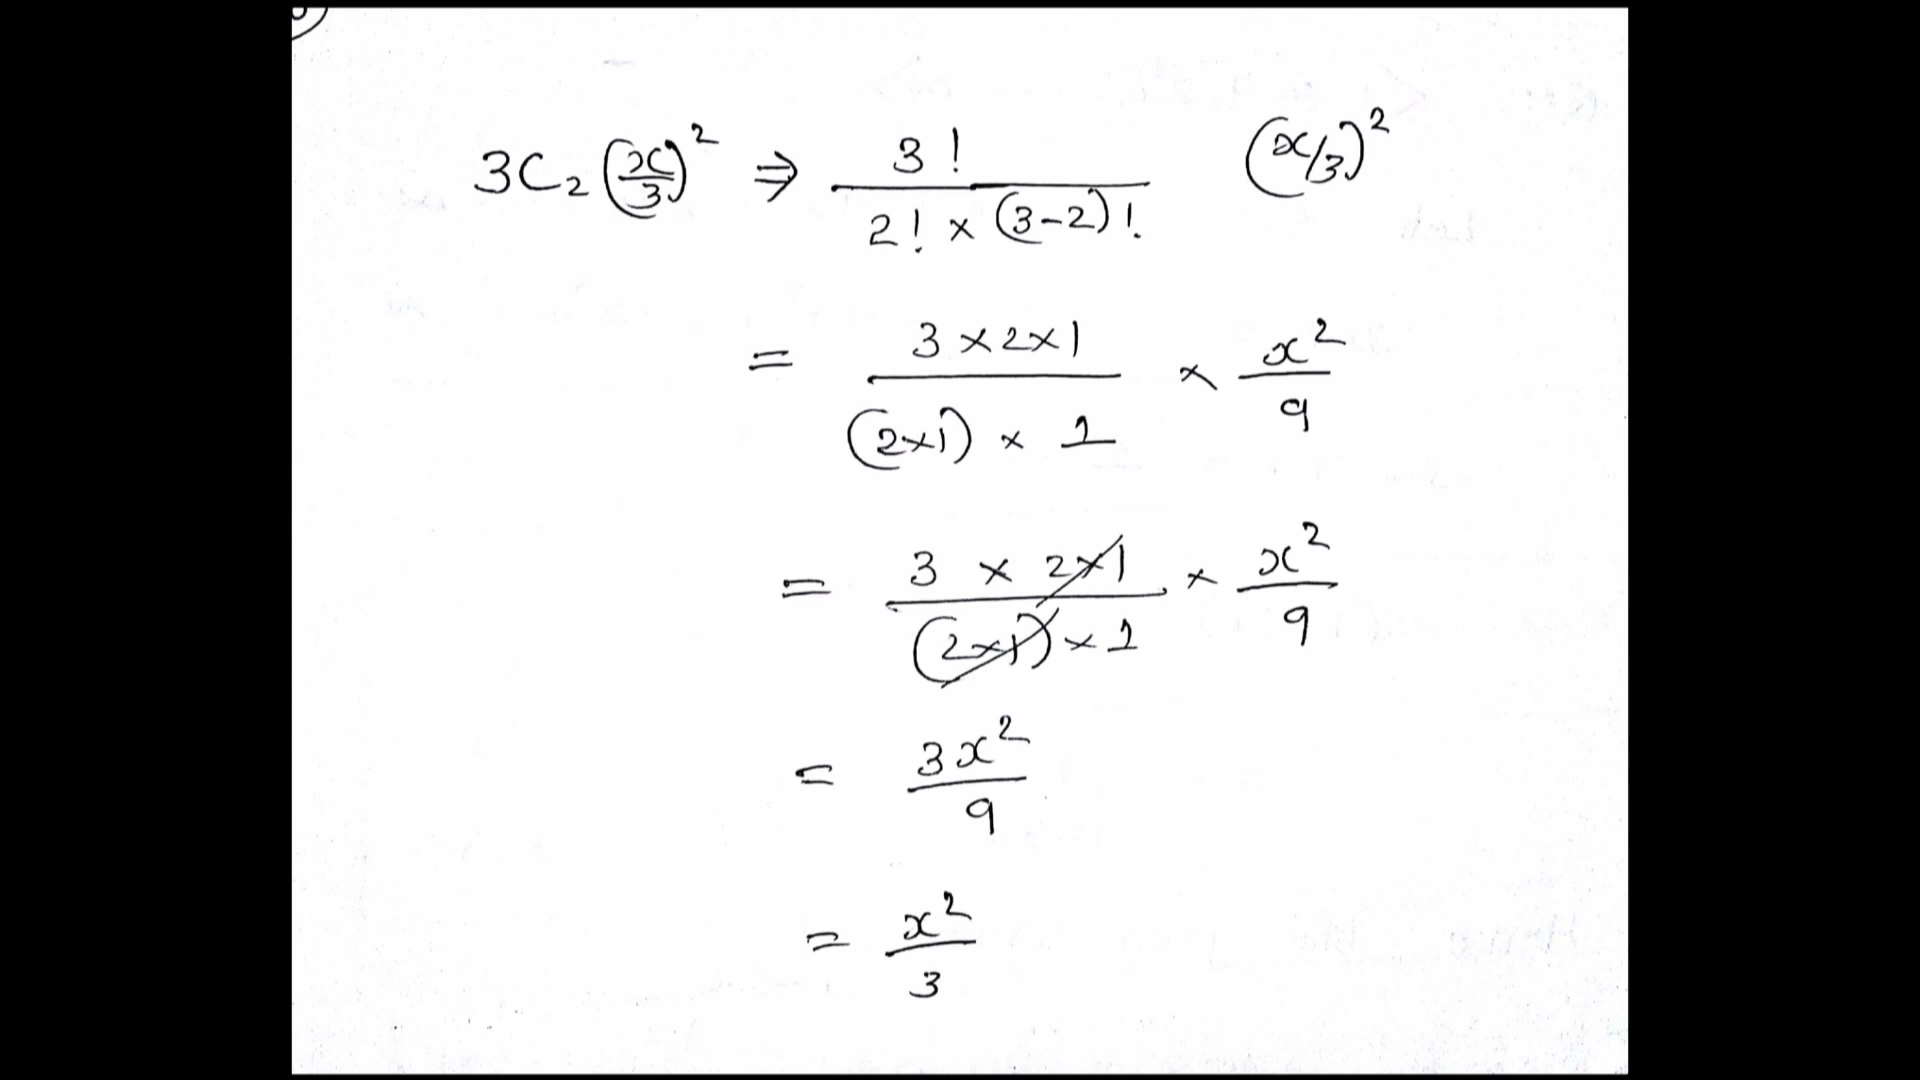 3C₂ (x/3)² ⇒ 3! / (2! × (3-2)!) (x/3)²
= (3×2×1) / ((2×1) × 1) × x²/9
= (3 × 2×1) / ((2×1) × 1) × x²/9
= 3x²/9
= x²/3